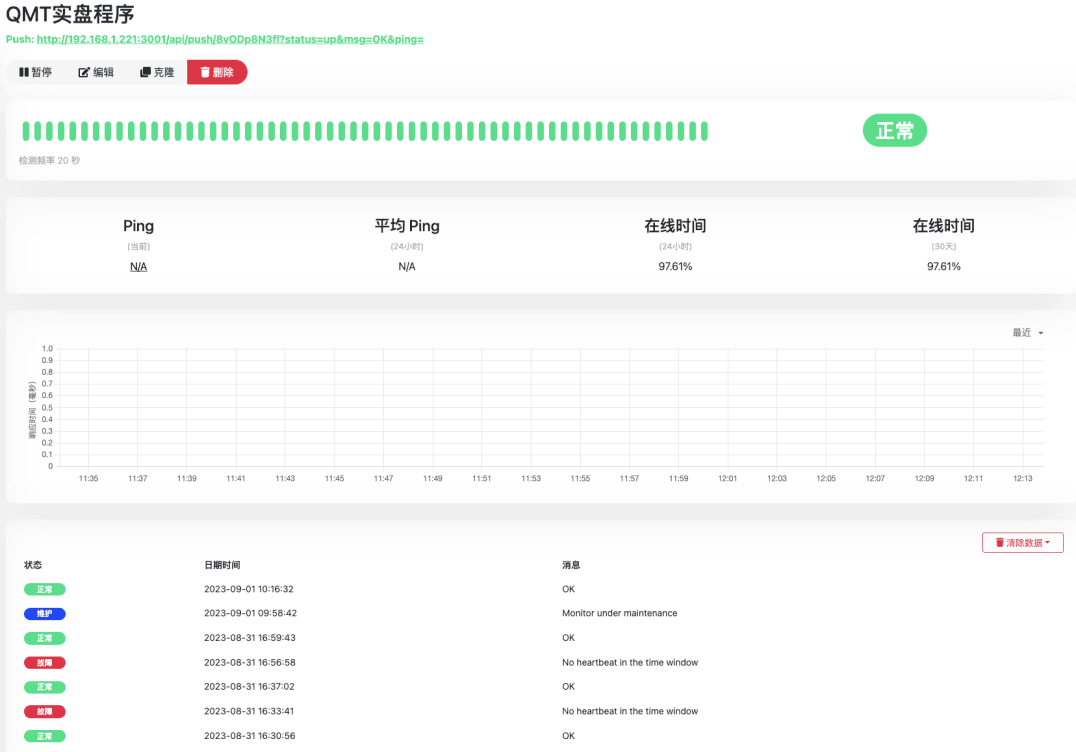 QMT实盘程序
Push: http://192.168.1.221:3001/api/push/8vODp8N3fl?status=up&msg=OK&ping=
暂停 编辑 克隆 删除
正常
检测频率 20 秒
Ping 平均 Ping 在线时间 在线时间
(当前) (24小时) (24小时) (30天)
N/A N/A 97.61% 97.61%
最近
响应时间（毫秒）
1.0
0.9
0.8
0.7
0.6
0.5
0.4
0.3
0.2
0.1
0
11:35 11:37 11:39 11:41 11:43 11:45 11:47 11:49 11:51 11:53 11:55 11:57 11:59 12:01 12:03 12:05 12:07 12:09 12:11 12:13
清除数据
状态 日期时间 消息
正常 2023-09-01 10:16:32 OK
维护 2023-09-01 09:58:42 Monitor under maintenance
正常 2023-08-31 16:59:43 OK
故障 2023-08-31 16:56:58 No heartbeat in the time window
正常 2023-08-31 16:37:02 OK
故障 2023-08-31 16:33:41 No heartbeat in the time window
正常 2023-08-31 16:30:56 OK